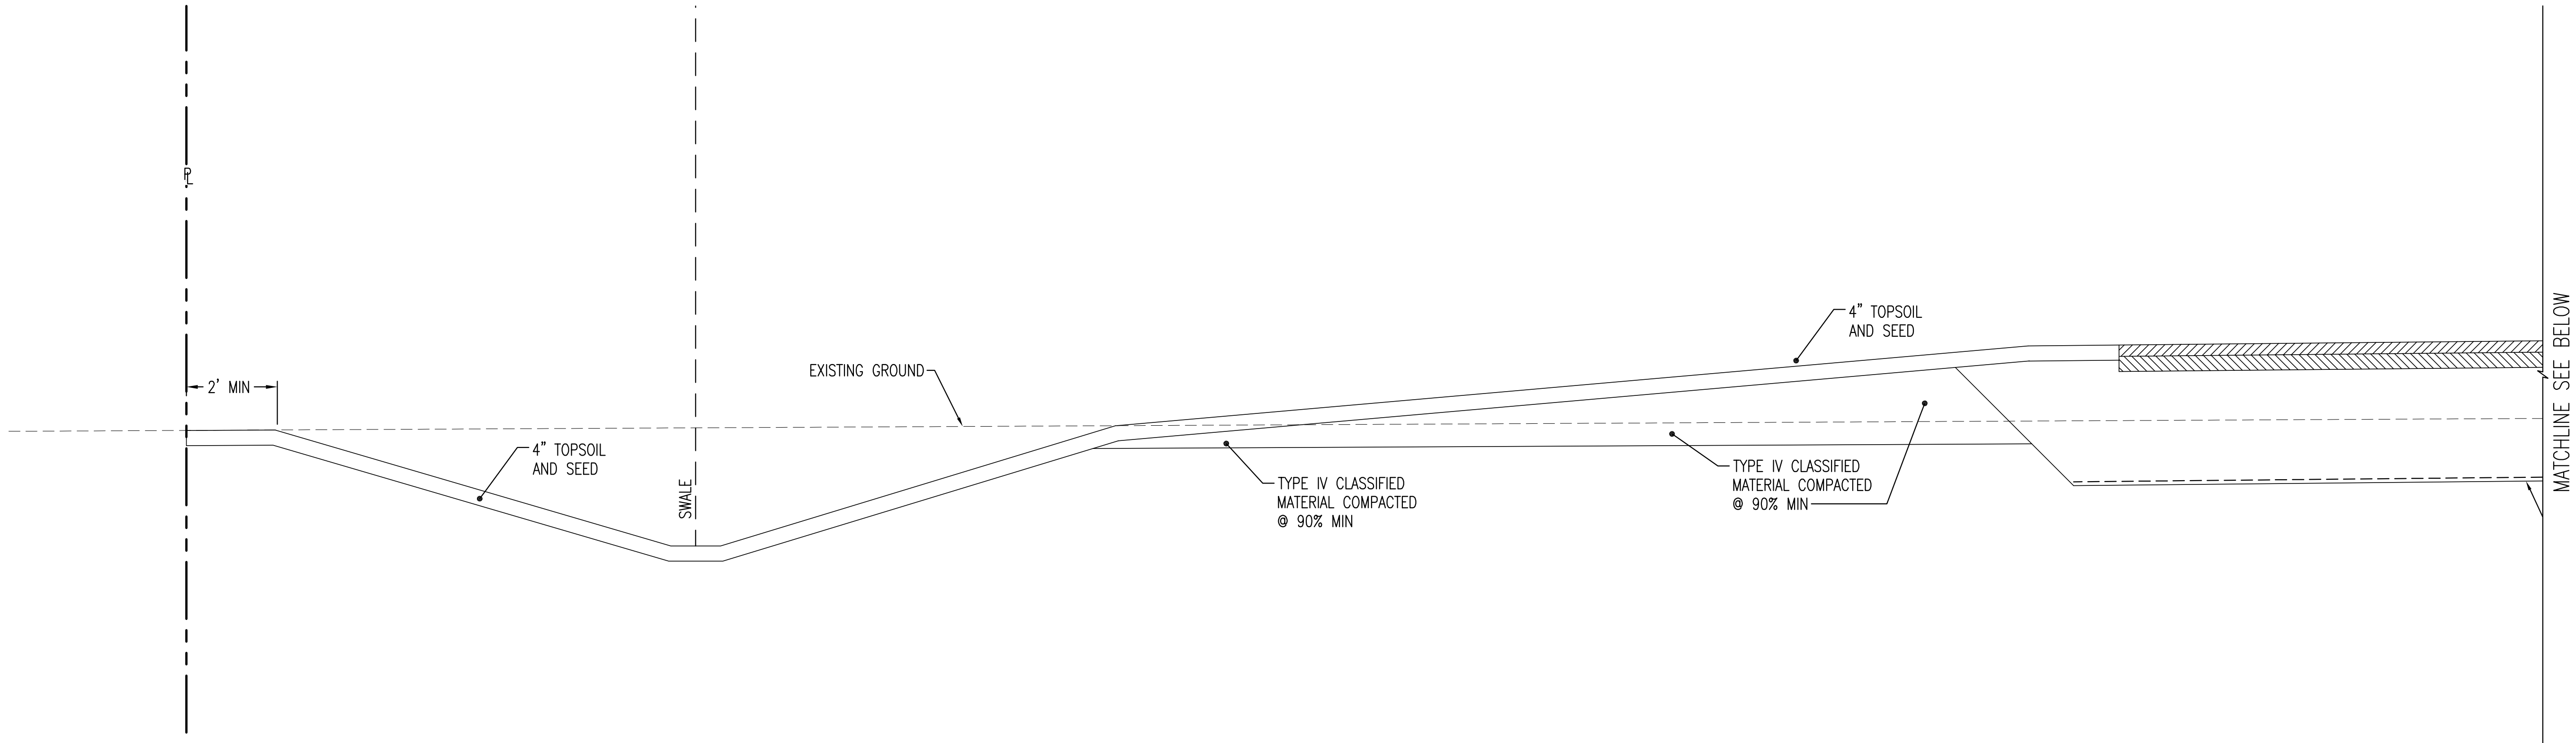 PL
2' MIN
4" TOPSOIL
AND SEED
SWALE
EXISTING GROUND
TYPE IV CLASSIFIED
MATERIAL COMPACTED
@ 90% MIN
TYPE IV CLASSIFIED
MATERIAL COMPACTED
@ 90% MIN
4" TOPSOIL
AND SEED
MATCHLINE SEE BELOW